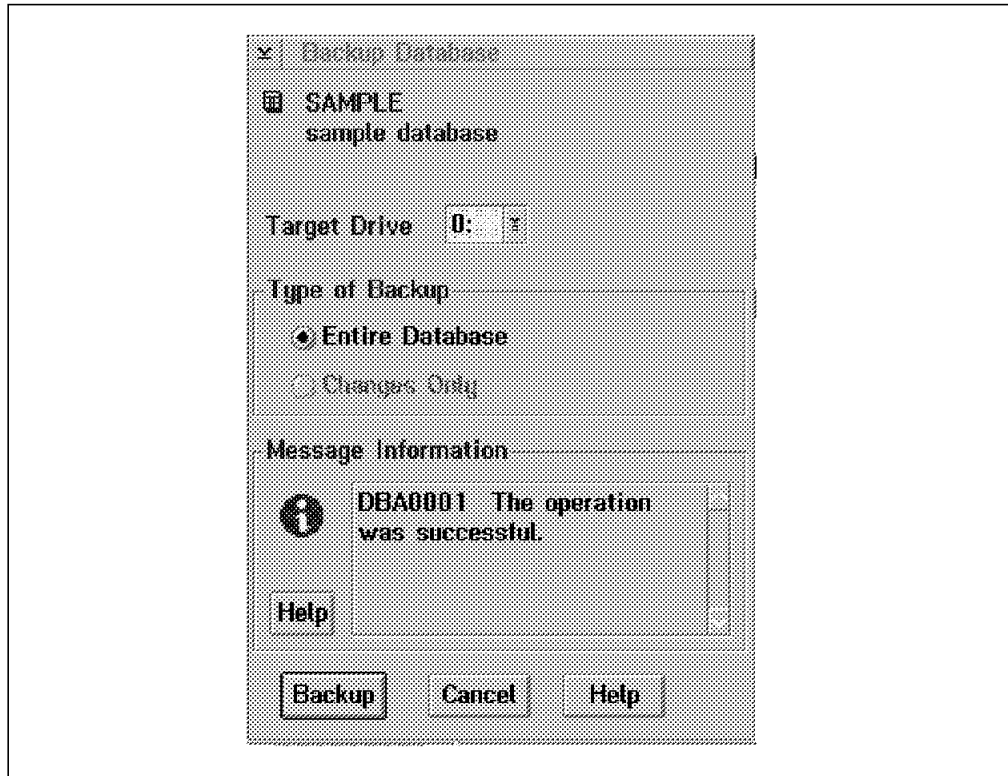 Backup Database
SAMPLE
sample database
Target Drive 0:
Type of Backup
Entire Database
Changes Only
Message Information
DBA0001 The operation
was successful.
Help
Backup Cancel Help